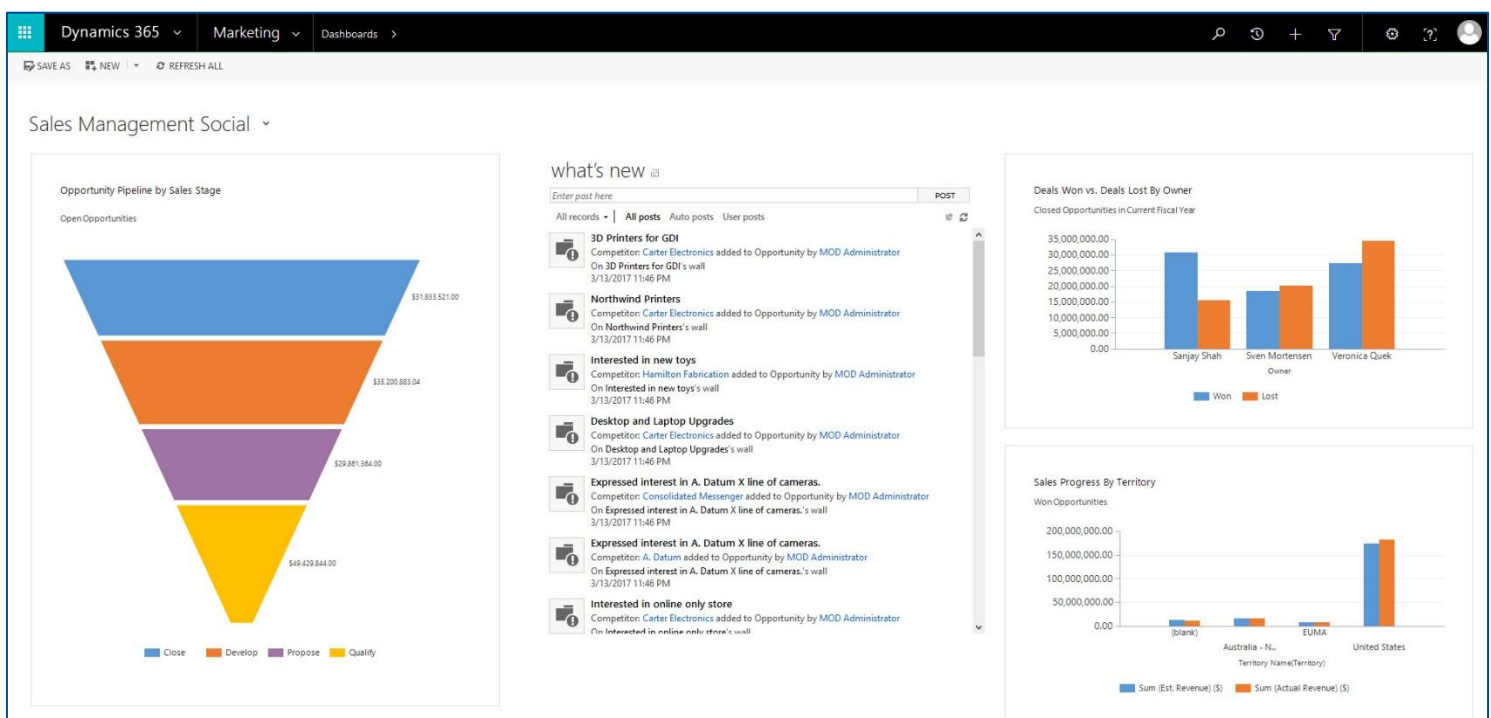 Dynamics 365 Marketing Dashboards
SAVE AS NEW REFRESH ALL
Sales Management Social
Opportunity Pipeline by Sales Stage
Open Opportunities
$31,833,521.00
$35,200,883.04
$29,861,364.00
$49,429,844.00
Close Develop Propose Qualify
what's new
Enter post here POST
All records All posts Auto posts User posts
3D Printers for GDI
Competitor: Carter Electronics added to Opportunity by MOD Administrator
On 3D Printers for GDI's wall
3/13/2017 11:46 PM
Northwind Printers
Competitor: Carter Electronics added to Opportunity by MOD Administrator
On Northwind Printers's wall
3/13/2017 11:46 PM
Interested in new toys
Competitor: Hamilton Fabrication added to Opportunity by MOD Administrator
On Interested in new toys's wall
3/13/2017 11:46 PM
Desktop and Laptop Upgrades
Competitor: Carter Electronics added to Opportunity by MOD Administrator
On Desktop and Laptop Upgrades's wall
3/13/2017 11:46 PM
Expressed interest in A. Datum X line of cameras.
Competitor: Consolidated Messenger added to Opportunity by MOD Administrator
On Expressed interest in A. Datum X line of cameras.'s wall
3/13/2017 11:46 PM
Expressed interest in A. Datum X line of cameras.
Competitor: A. Datum added to Opportunity by MOD Administrator
On Expressed interest in A. Datum X line of cameras.'s wall
3/13/2017 11:46 PM
Interested in online only store
Competitor: Carter Electronics added to Opportunity by MOD Administrator
On Interested in online only store's wall
Deals Won vs. Deals Lost By Owner
Closed Opportunities in Current Fiscal Year
35,000,000.00
30,000,000.00
25,000,000.00
20,000,000.00
15,000,000.00
10,000,000.00
5,000,000.00
0.00
Sanjay Shah Sven Mortensen Veronica Quek
Owner
Won Lost
Sales Progress By Territory
Won Opportunities
200,000,000.00
150,000,000.00
100,000,000.00
50,000,000.00
0.00
(blank) EUMA
Australia - N... United States
Territory Name(Territory)
Sum (Est. Revenue) ($) Sum (Actual Revenue) ($)